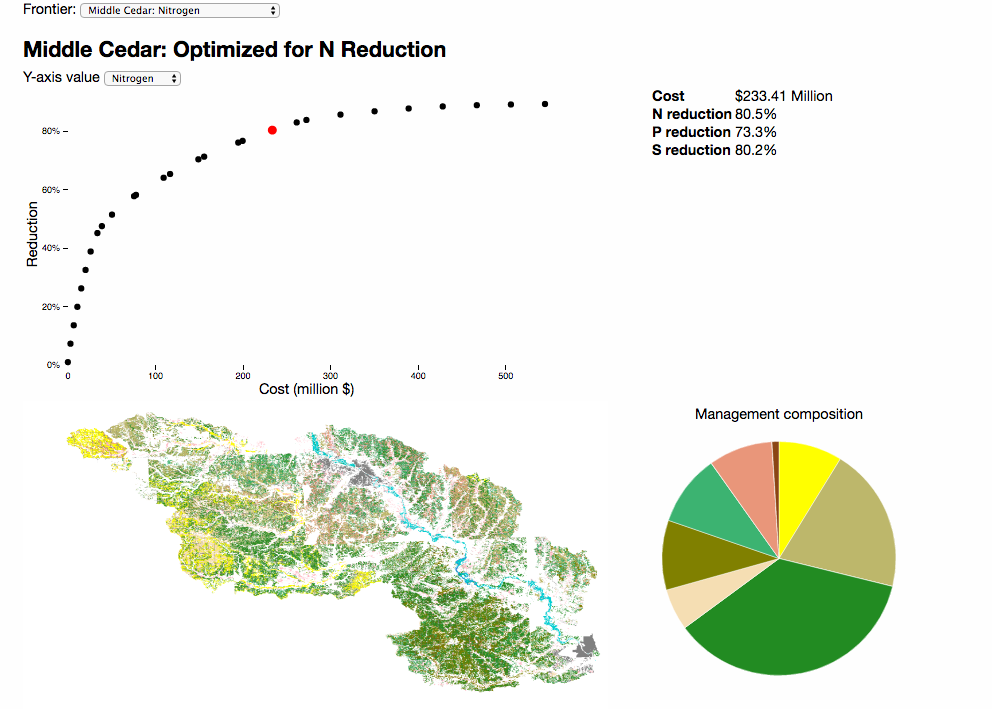 Frontier: Middle Cedar: Nitrogen
Middle Cedar: Optimized for N Reduction
Y-axis value Nitrogen
Cost $233.41 Million
N reduction 80.5%
P reduction 73.3%
S reduction 80.2%
80%
60%
Reduction
40%
20%
0%
0 100 200 300 400 500
Cost (million $)
Management composition